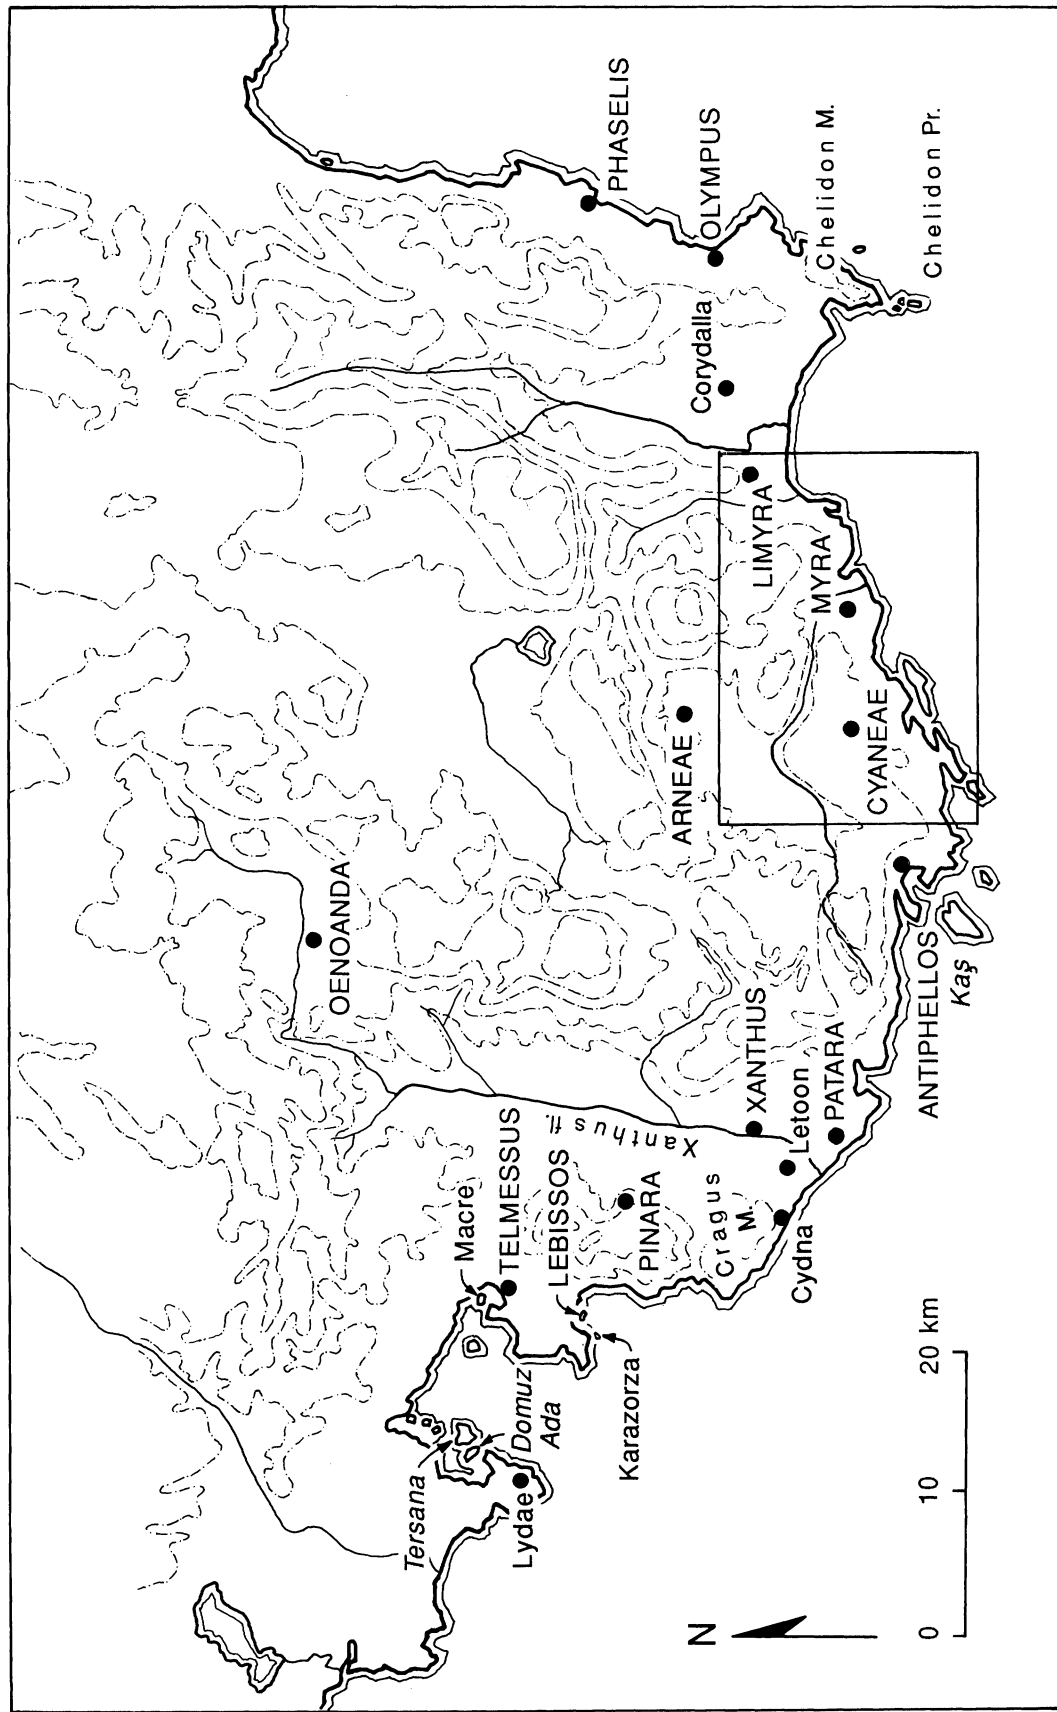 OENOANDA
PHASELIS
Macre
TELMESSUS
Tersana
Domuz
Ada
Lydae
Xanthus fl.
LEBISSOS
PINARA
Karazorza
ARNEAE
OLYMPUS
Corydalla
Cragus
M.
XANTHUS
Letoon
Cydna
PATARA
LIMYRA
MYRA
CYANEAE
Chelidon M.
Chelidon Pr.
ANTIPHELLOS
Kaş
N
0 10 20 km